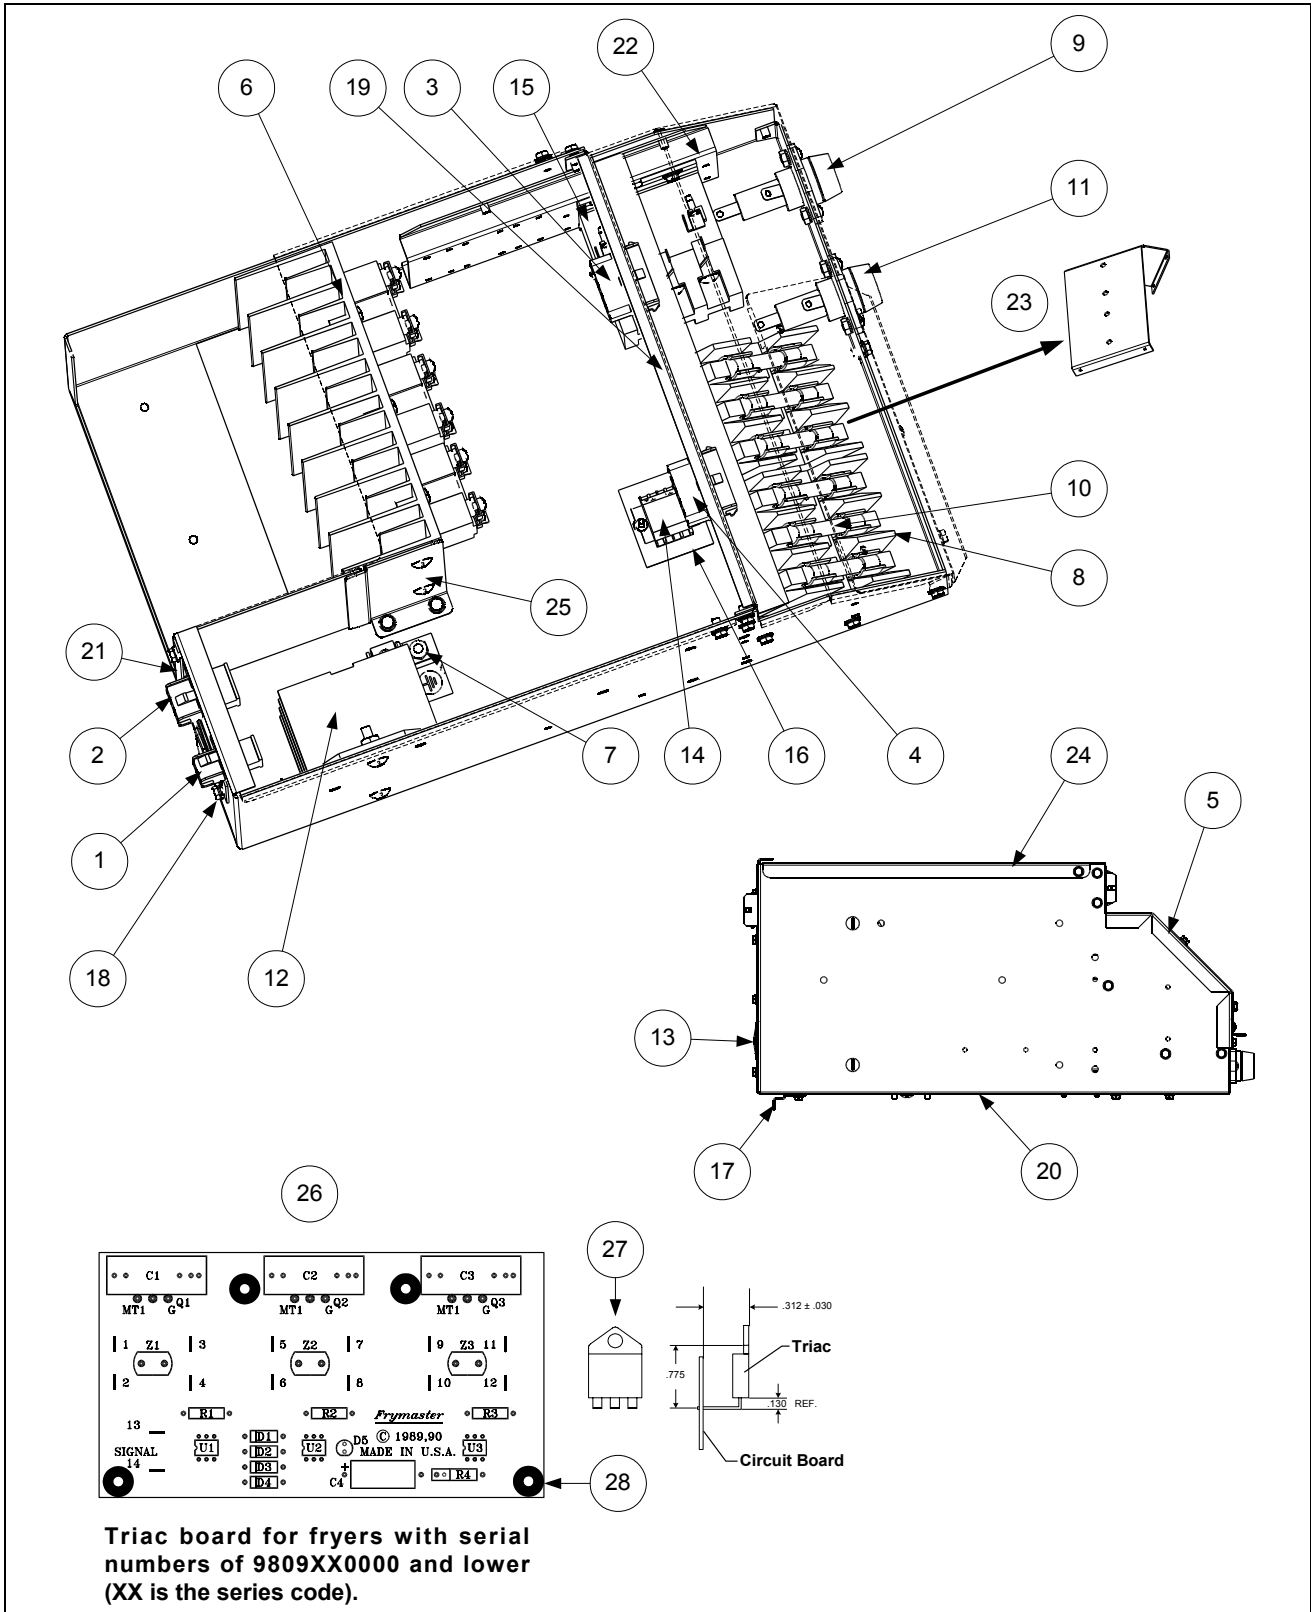 22
9
6
19
3
15
11
23
10
8
25
21
2
7
14
16
4
24
5
1
18
12
13
17
20
26
27
C1
C2
C3
MT1 G Q1
MT1 G Q2
MT1 G Q3
.312 ± .030
Triac
.775
.130 REF.
Circuit Board
1 Z1 3
5 Z2 7
9 Z3 11
2 4
6 8
10 12
R1
R2
Frymaster
R3
13
© 1989,90
D1
D5
SIGNAL
U1
D2
U2
MADE IN U.S.A.
U3
14
D3
+
D4
C4
R4
28
Triac board for fryers with serial
numbers of 9809XX0000 and lower
(XX is the series code).